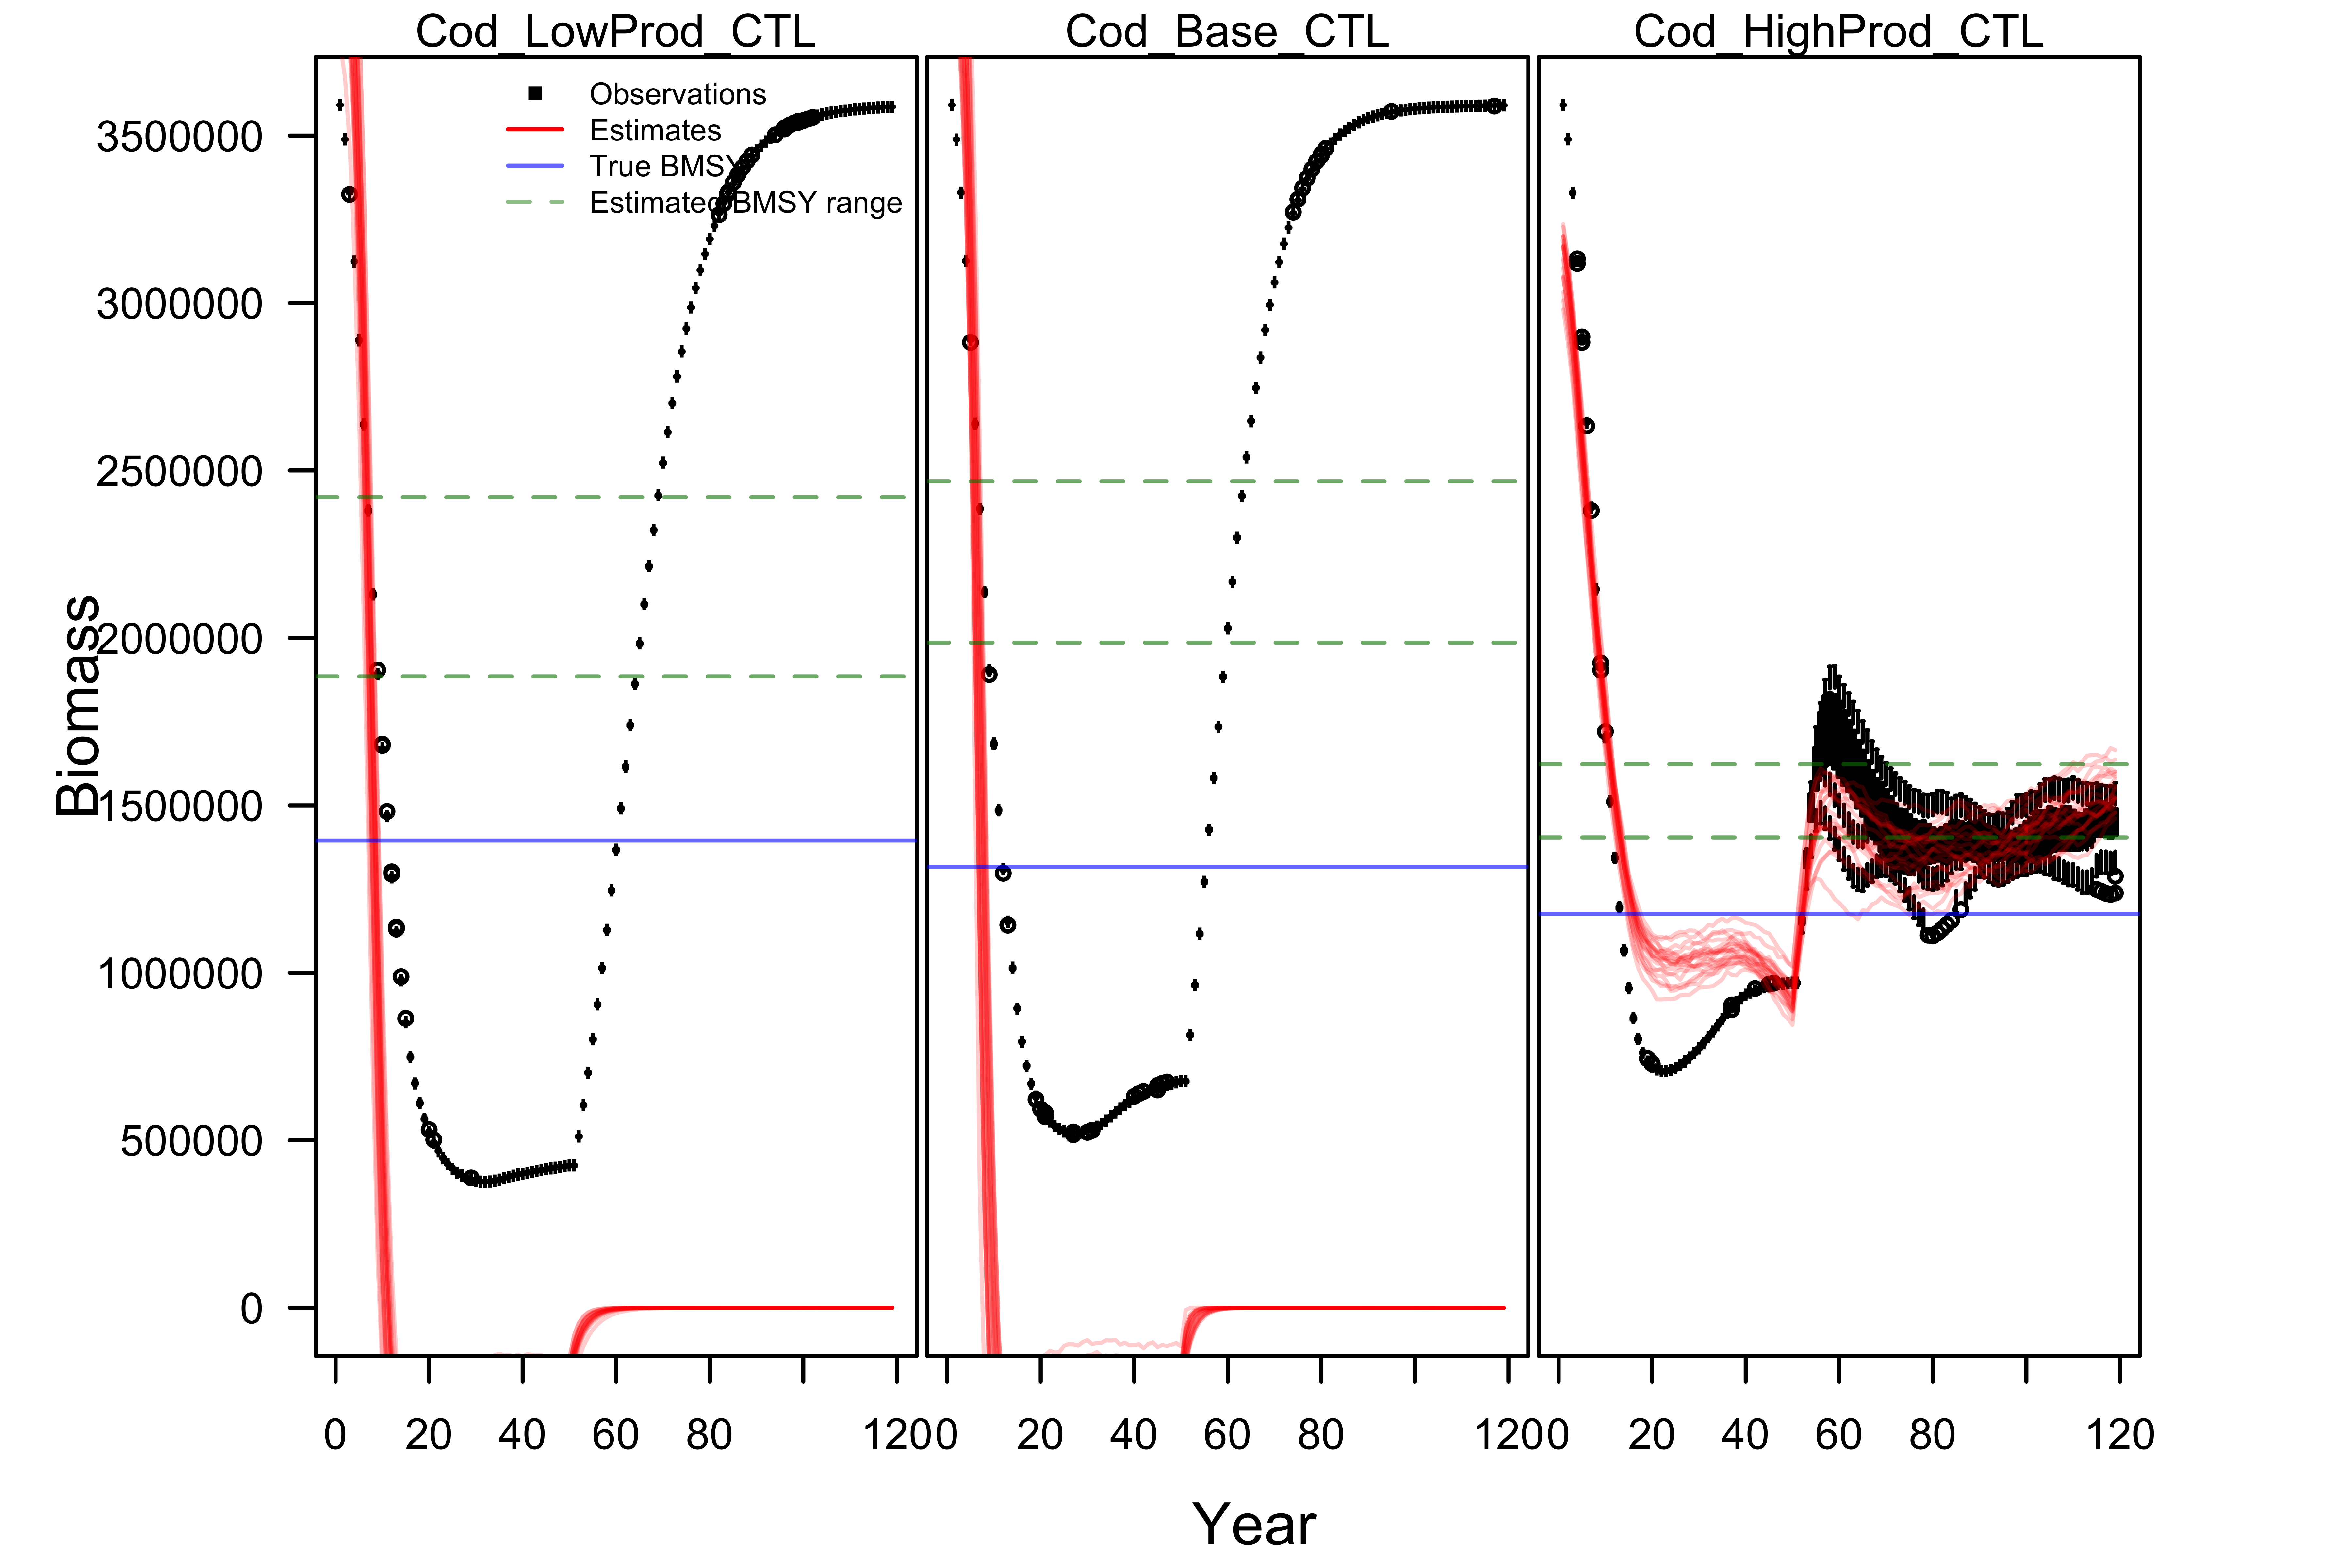 Cod_LowProd_CTL Cod_Base_CTL Cod_HighProd_CTL
Observations
Estimates
True BMSY
Estimated BMSY range
Biomass
3500000
3000000
2500000
2000000
1500000
1000000
500000
0
0 20 40 60 80 120
0 20 40 60 80 120
0 20 40 60 80 120
Year